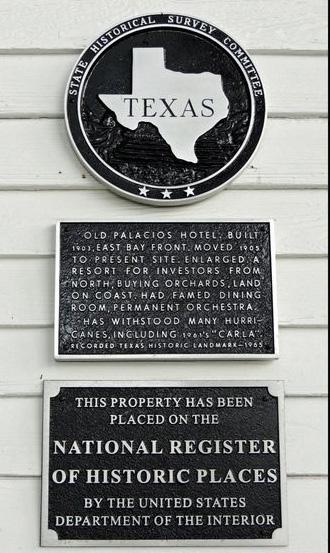 STATE HISTORICAL SURVEY COMMITTEE
TEXAS
OLD PALACIOS HOTEL, BUILT
1903, EAST BAY FRONT, MOVED 1905
TO PRESENT SITE. ENLARGED. A
RESORT FOR INVESTORS FROM
NORTH, BUYING ORCHARDS, LAND
ON COAST. HAD FAMED DINING
ROOM, PERMANENT ORCHESTRA.
HAS WITHSTOOD MANY HURRI-
CANES, INCLUDING 1961'S "CARLA".
RECORDED TEXAS HISTORIC LANDMARK-1965
THIS PROPERTY HAS BEEN
PLACED ON THE
NATIONAL REGISTER
OF HISTORIC PLACES
BY THE UNITED STATES
DEPARTMENT OF THE INTERIOR